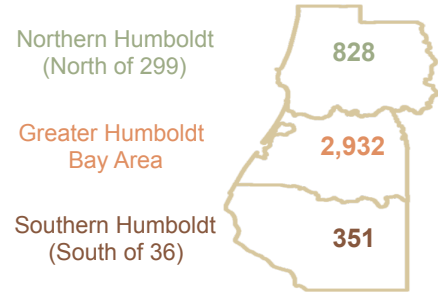 Northern Humboldt
(North of 299)
828
Greater Humboldt
Bay Area
2,932
Southern Humboldt
(South of 36)
351